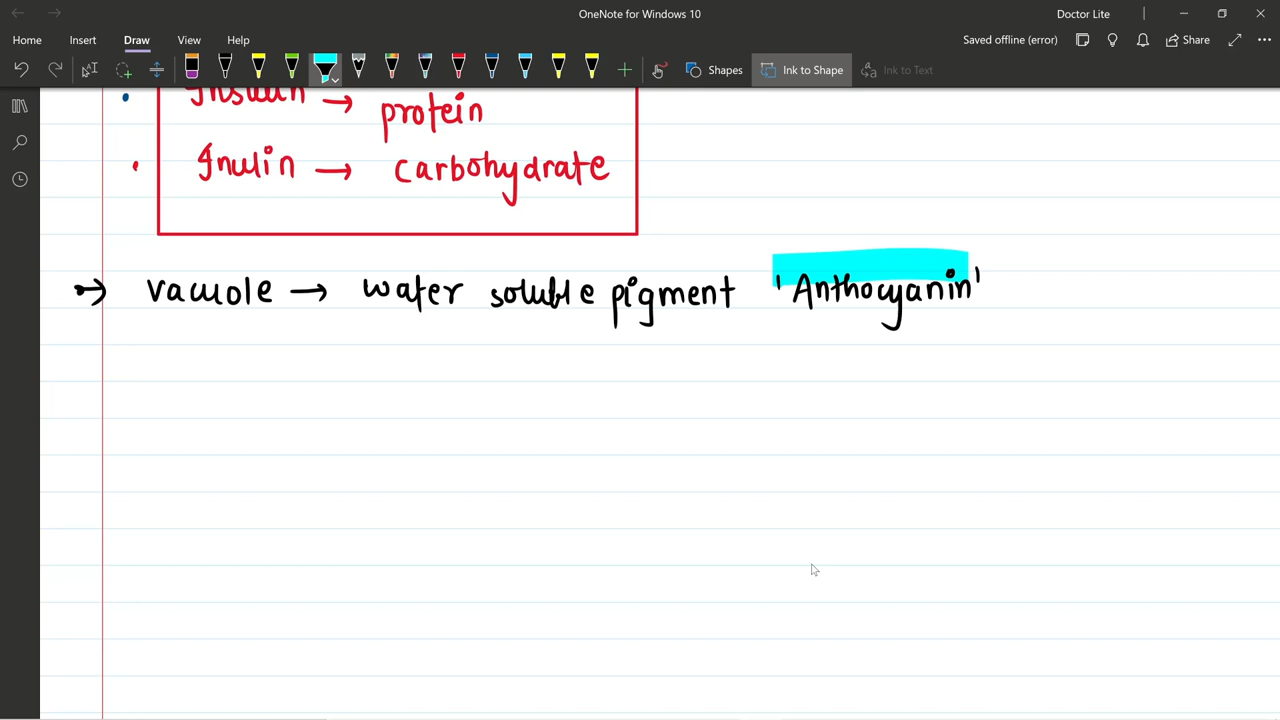 OneNote for Windows 10
Doctor Lite
Home Insert Draw View Help
Saved offline (error)
Share
Shapes
Ink to Shape
Ink to Text
Insulin → protein
Inulin → carbohydrate
→ vacuole → water soluble pigment 'Anthocyanin'